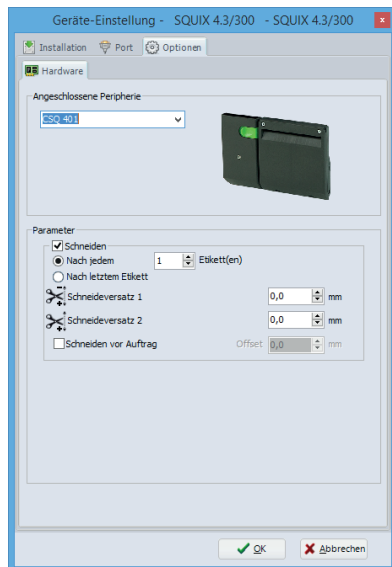 Geräte-Einstellung - SQUIX 4.3/300 - SQUIX 4.3/300 x
Installation Port Optionen
Hardware
Angeschlossene Peripherie
CSQ 401
Parameter
Schneiden
Nach jedem 1 Etikett(en)
Nach letztem Etikett
Schneideversatz 1 0,0 mm
Schneideversatz 2 0,0 mm
Schneiden vor Auftrag Offset 0,0 mm
OK Abbrechen